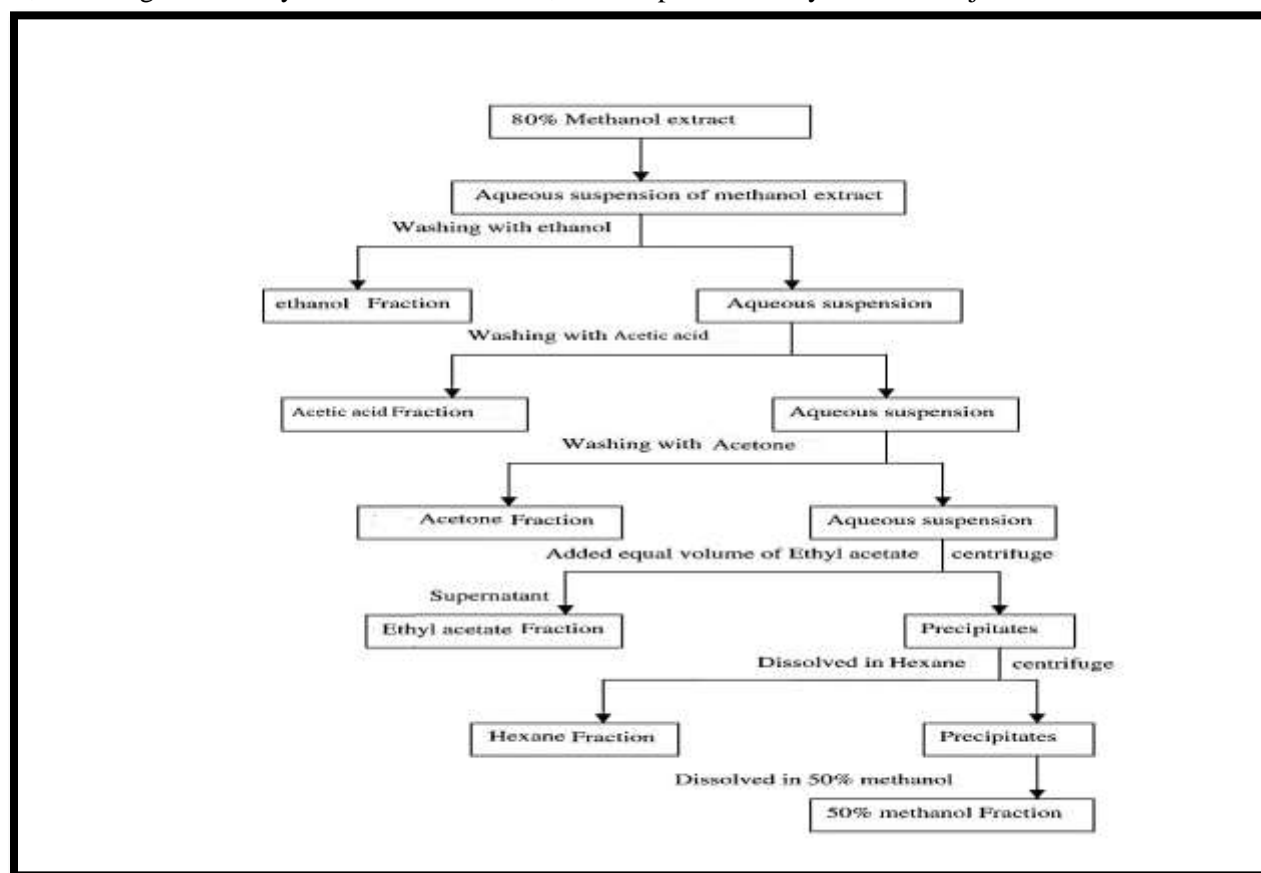 80% Methanol extract
Aqueous suspension of methanol extract
Washing with ethanol
ethanol Fraction
Aqueous suspension
Washing with Acetic acid
Acetic acid Fraction
Aqueous suspension
Washing with Acetone
Acetone Fraction
Aqueous suspension
Added equal volume of Ethyl acetate
centrifuge
Supernatant
Ethyl acetate Fraction
Precipitates
Dissolved in Hexane
centrifuge
Hexane Fraction
Precipitates
Dissolved in 50% methanol
50% methanol Fraction